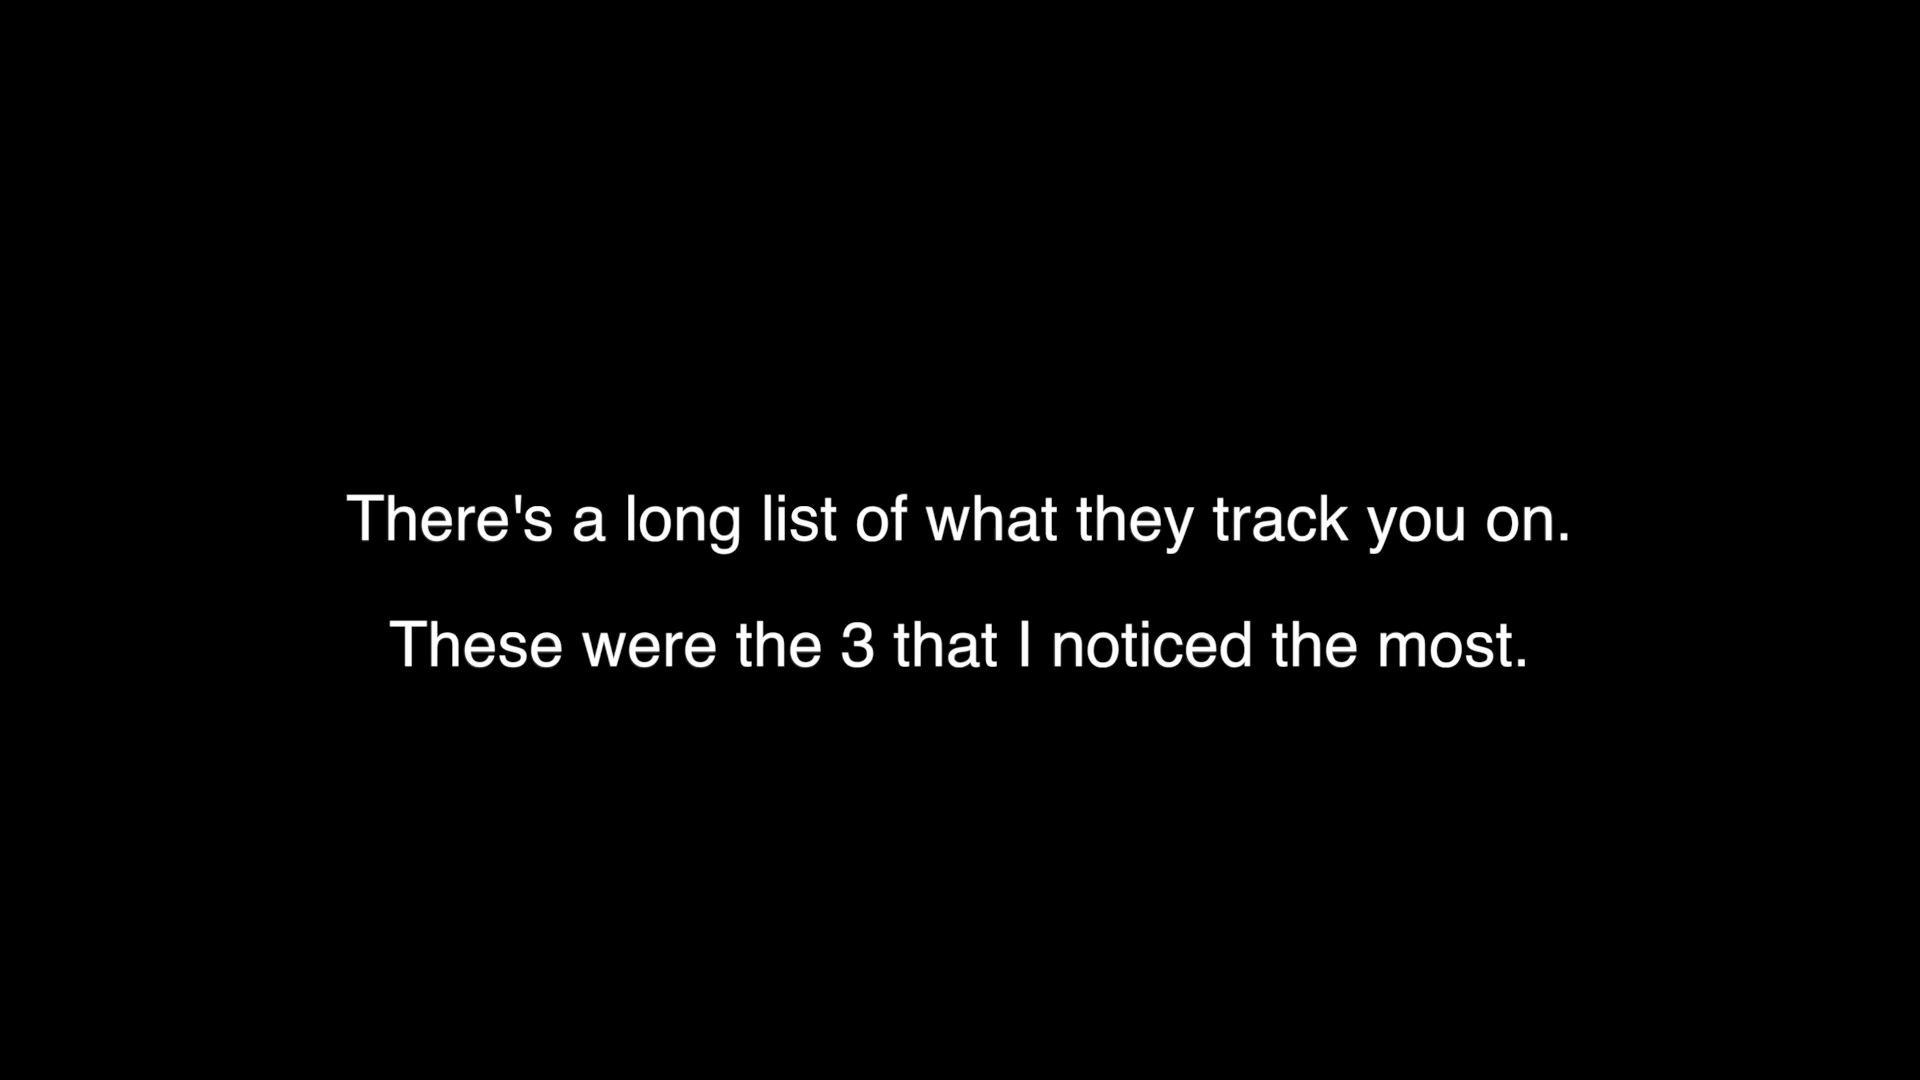 There's a long list of what they track you on.
These were the 3 that I noticed the most.